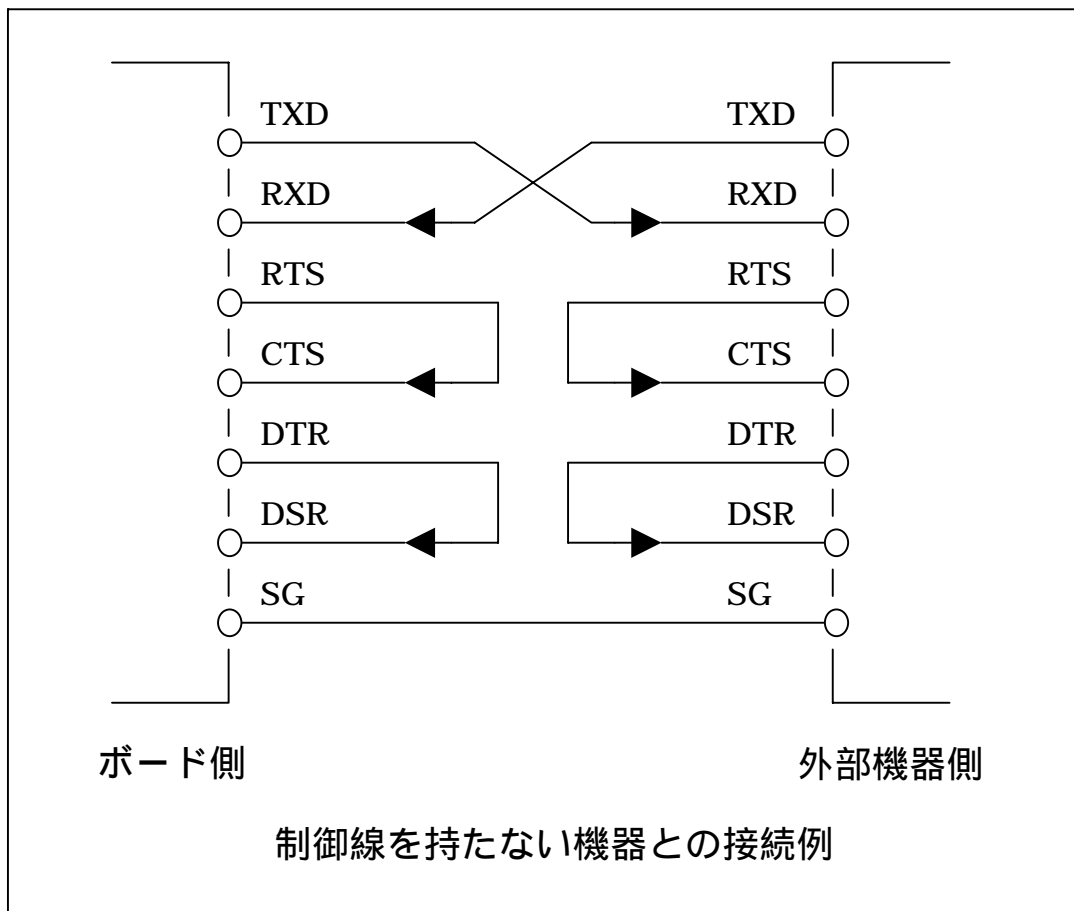 TXD TXD
RXD RXD
RTS RTS
CTS CTS
DTR DTR
DSR DSR
SG SG
ボード側 外部機器側
制御線を持たない機器との接続例